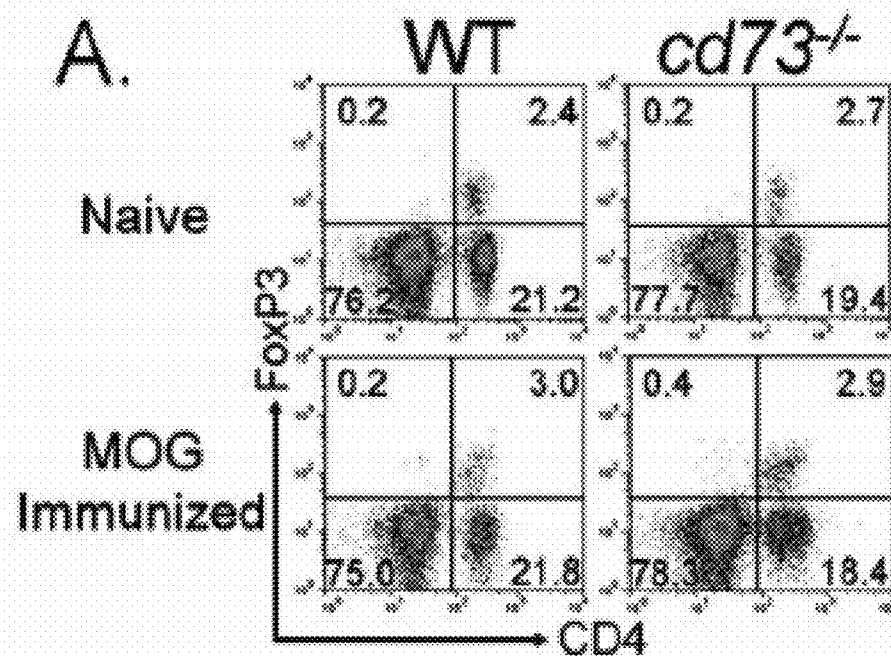 A. WT cd73-/-
Naive
0.2 2.4
76.2 21.2
0.2 2.7
77.7 19.4
MOG
Immunized
0.2 3.0
75.0 21.8
0.4 2.9
78.3 18.4
FoxP3
CD4